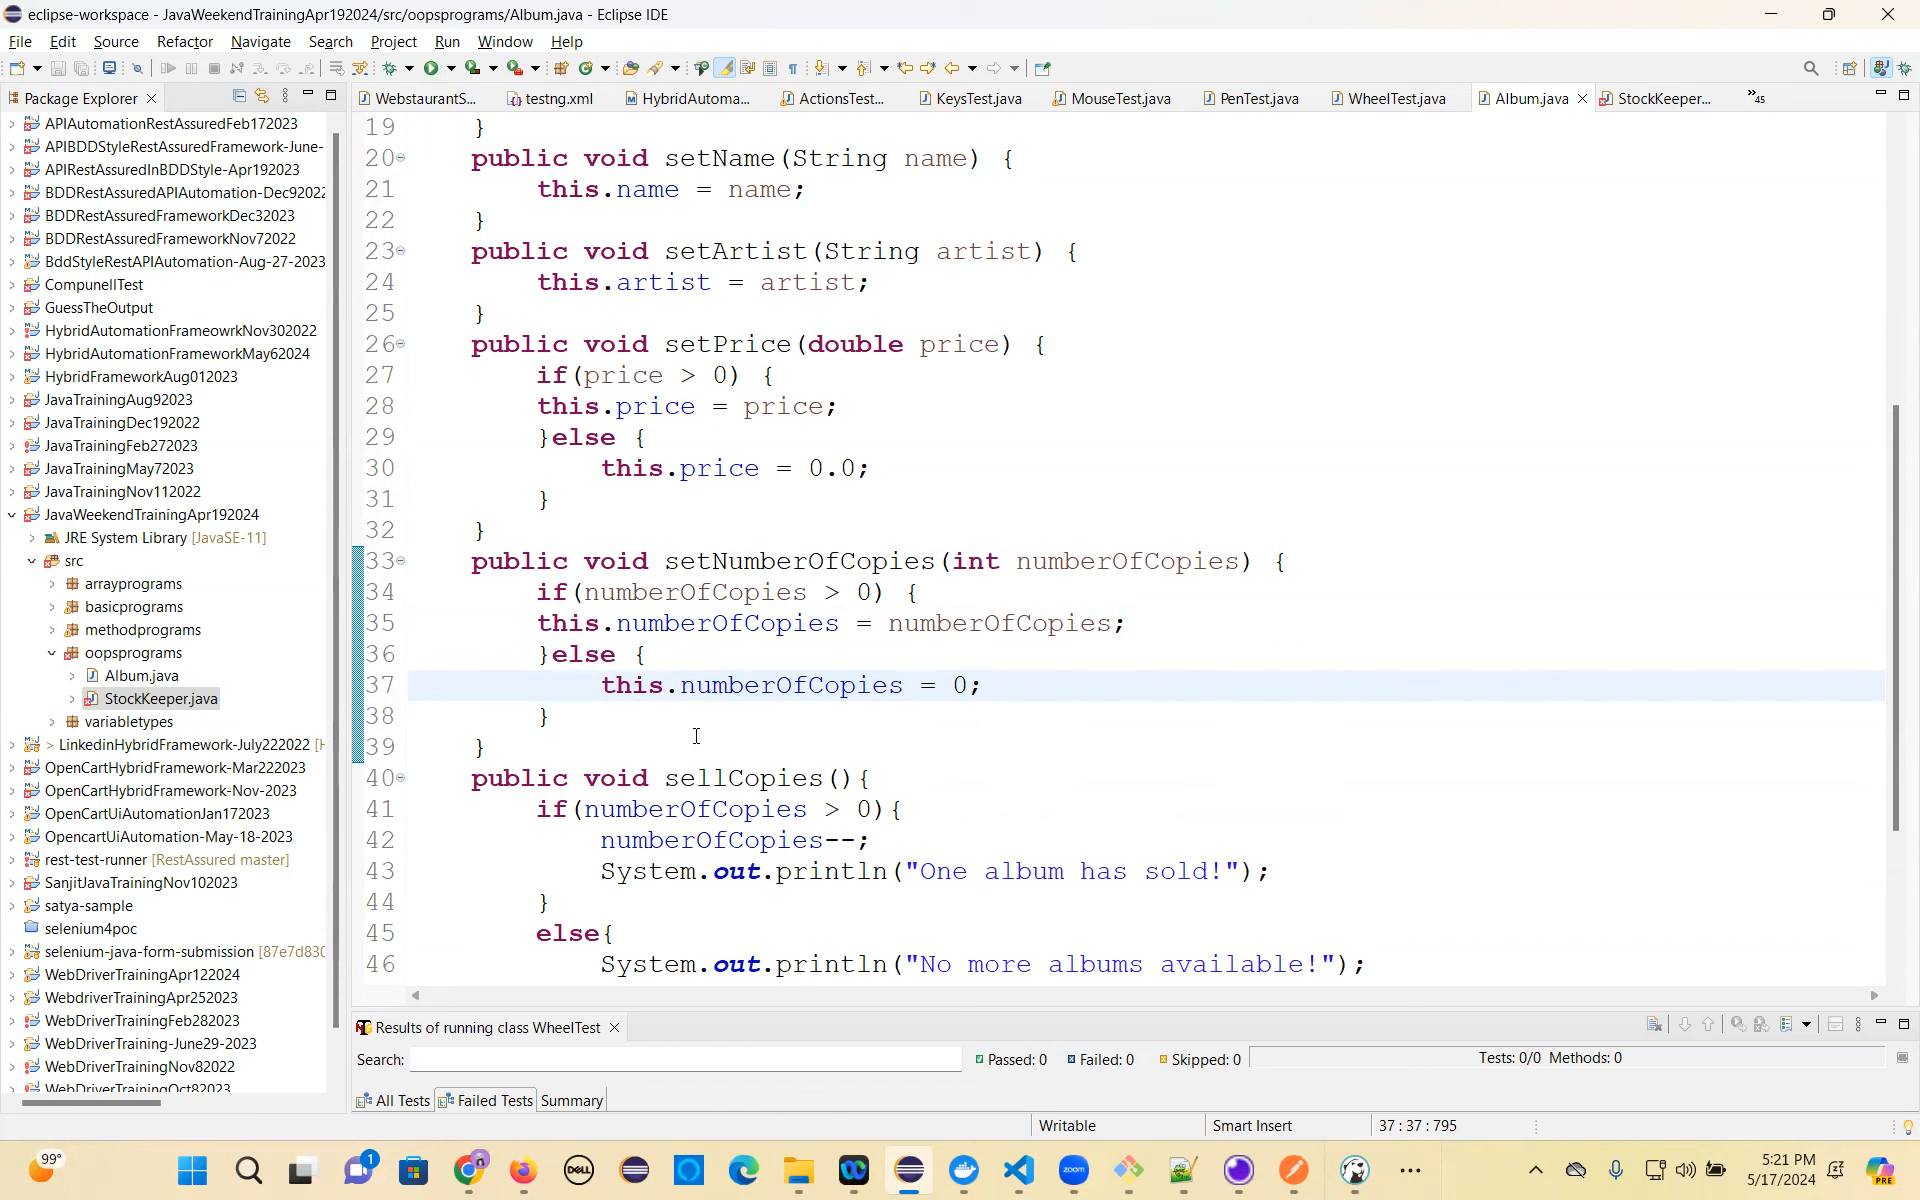 eclipse-workspace - JavaWeekendTrainingApr192024/src/oopsprograms/Album.java - Eclipse IDE
File Edit Source Refactor Navigate Search Project Run Window Help
Package Explorer
WebstaurantS... testng.xml HybridAutoma... ActionsTest... KeysTest.java MouseTest.java PenTest.java WheelTest.java Album.java StockKeeper... »45
APIAutomationRestAssuredFeb172023
APIBDDStyleRestAssuredFramework-June-
APIRestAssuredInBDDStyle-Apr192023
BDDRestAssuredAPIAutomation-Dec92022
BDDRestAssuredFrameworkDec32023
BDDRestAssuredFrameworkNov72022
BddStyleRestAPIAutomation-Aug-27-2023
CompunellTest
GuessTheOutput
HybridAutomationFrameowrkNov302022
HybridAutomationFrameworkMay62024
HybridFrameworkAug012023
JavaTrainingAug92023
JavaTrainingDec192022
JavaTrainingFeb272023
JavaTrainingMay72023
JavaTrainingNov112022
JavaWeekendTrainingApr192024
JRE System Library [JavaSE-11]
src
arrayprograms
basicprograms
methodprograms
oopsprograms
Album.java
StockKeeper.java
variabletypes
> LinkedinHybridFramework-July222022 [H
OpenCartHybridFramework-Mar222023
OpenCartHybridFramework-Nov-2023
OpenCartUiAutomationJan172023
OpencartUiAutomation-May-18-2023
rest-test-runner [RestAssured master]
SanjitJavaTrainingNov102023
satya-sample
selenium4poc
selenium-java-form-submission [87e7d830
WebDriverTrainingApr122024
WebdriverTrainingApr252023
WebDriverTrainingFeb282023
WebDriverTraining-June29-2023
WebDriverTrainingNov82022
WebDriverTrainingOct82023
19 }
20 public void setName(String name) {
21 this.name = name;
22 }
23 public void setArtist(String artist) {
24 this.artist = artist;
25 }
26 public void setPrice(double price) {
27 if(price > 0) {
28 this.price = price;
29 }else {
30 this.price = 0.0;
31 }
32 }
33 public void setNumberOfCopies(int numberOfCopies) {
34 if(numberOfCopies > 0) {
35 this.numberOfCopies = numberOfCopies;
36 }else {
37 this.numberOfCopies = 0;
38 }
39 }
40 public void sellCopies(){
41 if(numberOfCopies > 0){
42 numberOfCopies--;
43 System.out.println("One album has sold!");
44 }
45 else{
46 System.out.println("No more albums available!");
Results of running class WheelTest
Search: Passed: 0 Failed: 0 Skipped: 0 Tests: 0/0 Methods: 0
All Tests Failed Tests Summary
Writable Smart Insert 37 : 37 : 795
99°
1
DELL
zoom
PRE
5:21 PM
5/17/2024